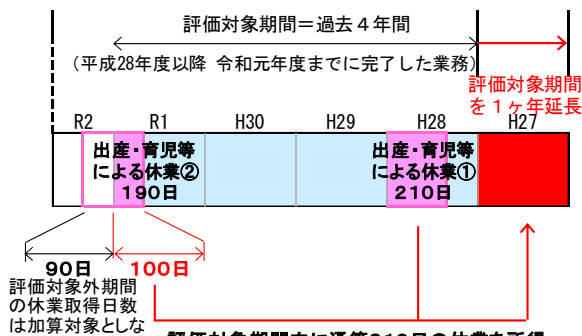 評価対象期間＝過去４年間
（平成28年度以降 令和元年度までに完了した業務）
評価対象期間
を１ヶ年延長
R2 R1 H30 H29 H28 H27
出産・育児等
による休業②
１９０日
出産・育児等
による休業①
２１０日
９０日 １００日
評価対象外期間
の休業取得日数
は加算対象としな